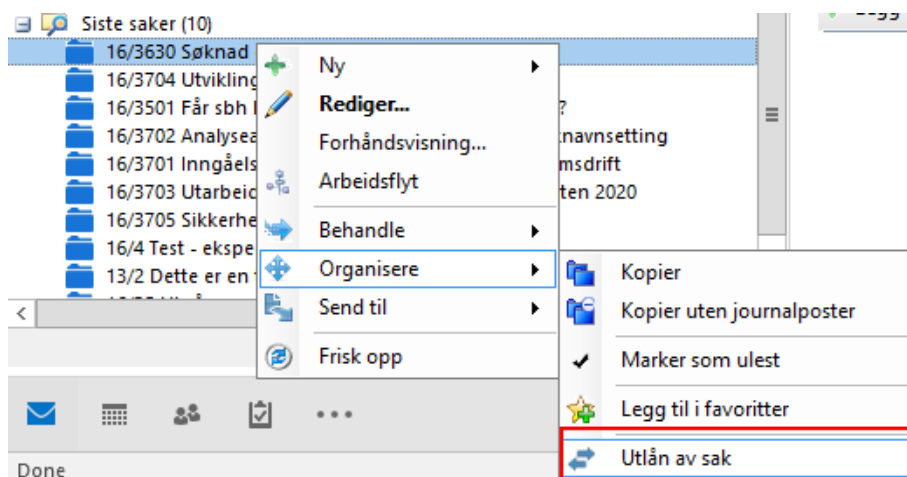 Siste saker (10)
16/3630 Søknad
16/3704 Utvikling
16/3501 Får sbh ?
16/3702 Analysea navnsetting
16/3701 Inngåels msdrift
16/3703 Utarbeid ten 2020
16/3705 Sikkerhe
16/4 Test - ekspe
13/2 Dette er en
Ny
Rediger...
Forhåndsvisning...
Arbeidsflyt
Behandle
Organisere
Send til
Frisk opp
Kopier
Kopier uten journalposter
Marker som ulest
Legg til i favoritter
Utlån av sak
Done